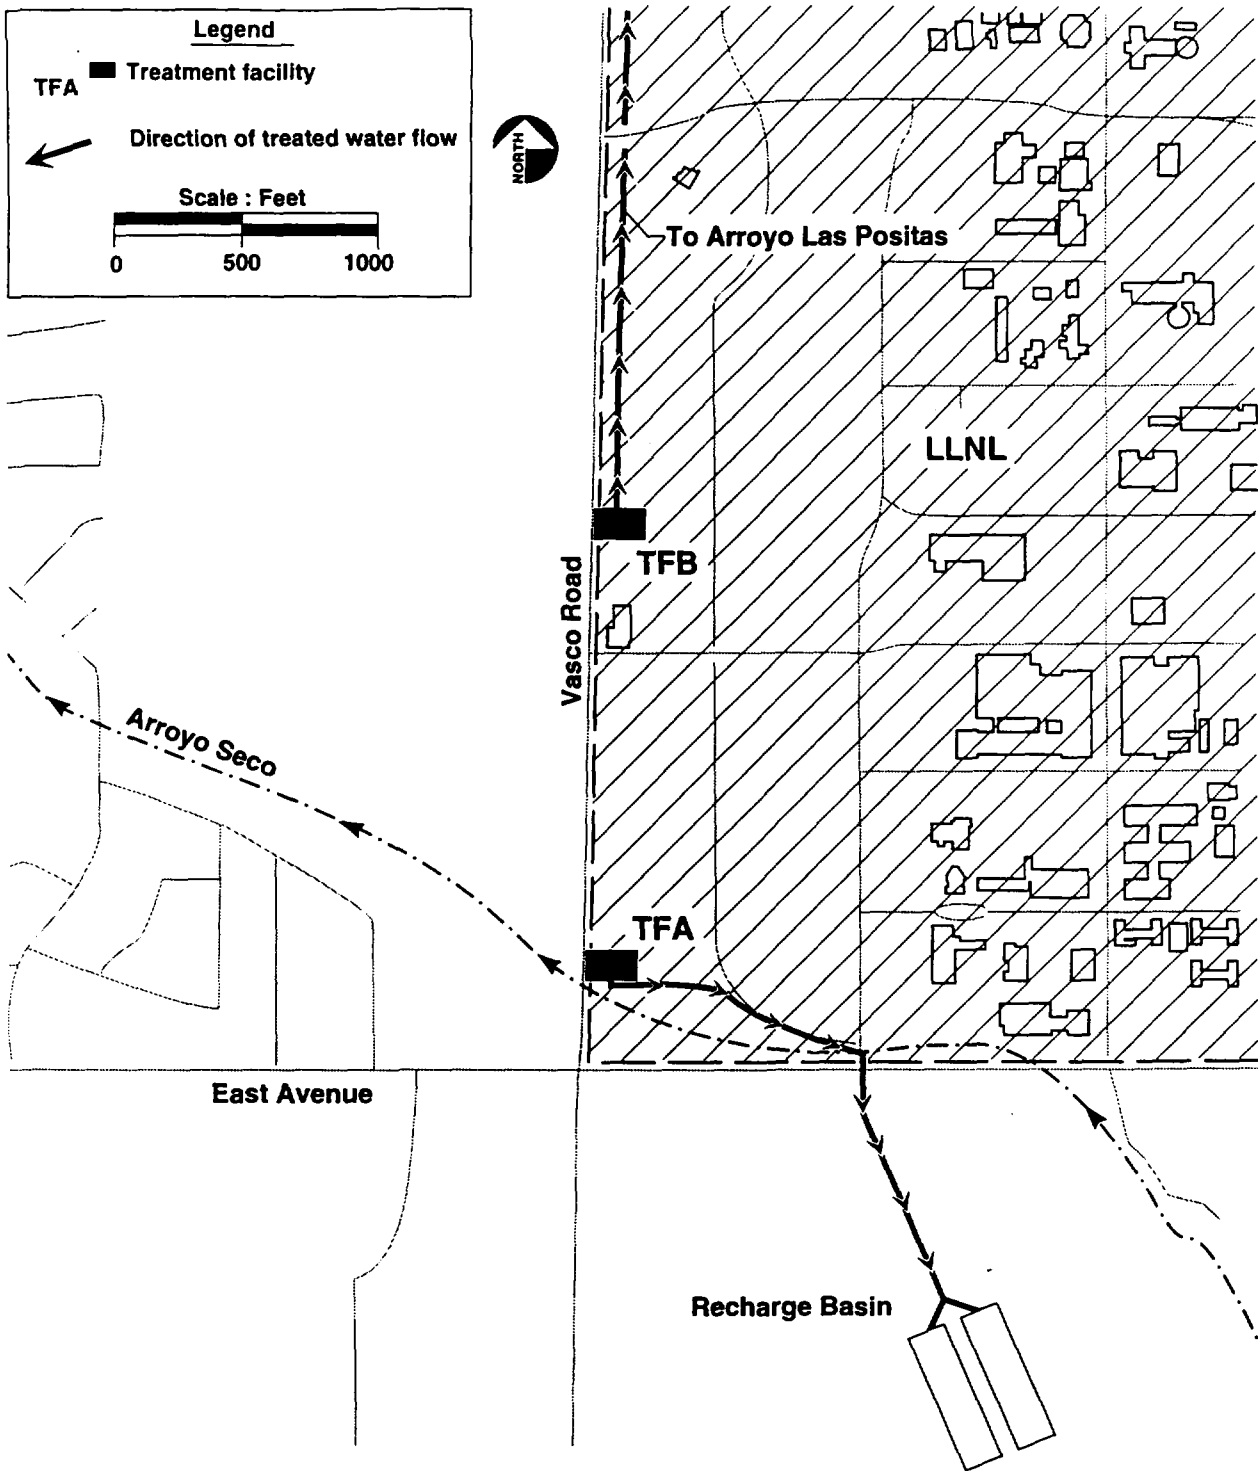 Legend
TFA
Treatment facility
Direction of treated water flow
Scale : Feet
0 500 1000
NORTH
To Arroyo Las Positas
LLNL
TFB
Vasco Road
Arroyo Seco
TFA
East Avenue
Recharge Basin